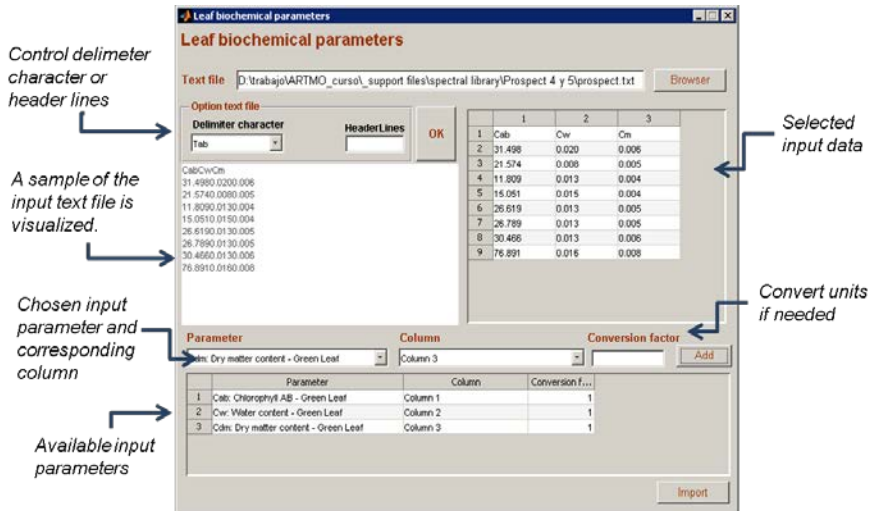 Leaf biochemical parameters
Leaf biochemical parameters
Control delimeter
character or
header lines
Text file D:\trabajo\ARTMO_curso\_support files\spectral library\Prospect 4 y 5\prospect.txt Browser
Option text file
Delimiter character HeaderLines OK
Tab
1 2 3
1 Cab Cw Cm
2 31.498 0.020 0.006
3 21.574 0.008 0.005
4 11.809 0.013 0.004
5 15.051 0.015 0.004
6 26.619 0.013 0.005
7 26.789 0.013 0.005
8 30.466 0.013 0.006
9 76.891 0.016 0.008
Selected
input data
A sample of the
input text file is
visualized.
CabCwCm
31.4980.0200.006
21.5740.0080.005
11.8090.0130.004
15.0510.0150.004
26.6190.0130.005
26.7890.0130.005
30.4660.0130.006
76.8910.0160.008
Convert units
if needed
Chosen input
parameter and
corresponding
column
Parameter Column Conversion factor
Cdm: Dry matter content - Green Leaf Column 3 Add
Parameter Column Conversion f...
1 Cab: Chlorophyll AB - Green Leaf Column 1 1
2 Cw: Water content - Green Leaf Column 2 1
3 Cdm: Dry matter content - Green Leaf Column 3 1
Available input
parameters
Import